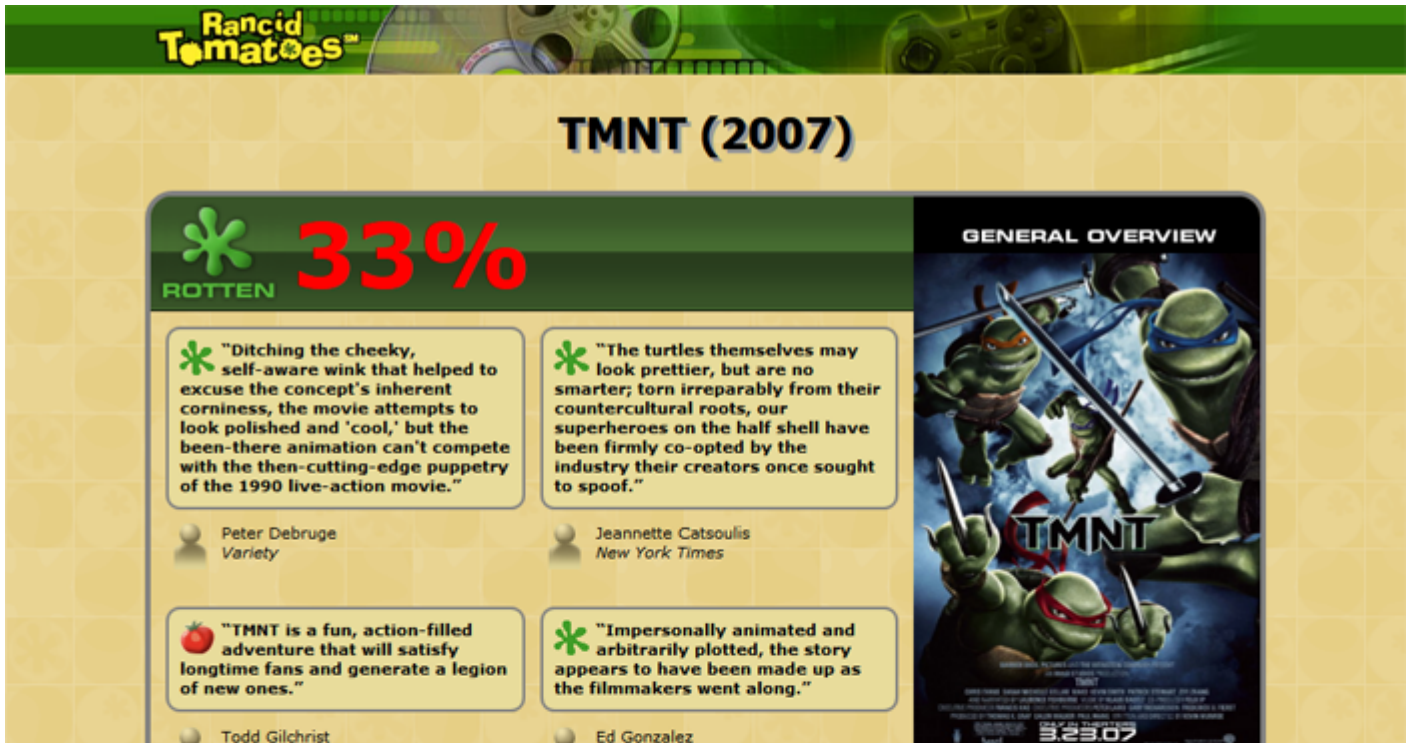 Rancid
Tomatoes℠
TMNT (2007)
ROTTEN
33%
GENERAL OVERVIEW
“Ditching the cheeky,
self-aware wink that helped to
excuse the concept's inherent
corniness, the movie attempts to
look polished and 'cool,' but the
been-there animation can't compete
with the then-cutting-edge puppetry
of the 1990 live-action movie.”
Peter Debruge
Variety
“The turtles themselves may
look prettier, but are no
smarter; torn irreparably from their
countercultural roots, our
superheroes on the half shell have
been firmly co-opted by the
industry their creators once sought
to spoof.”
Jeannette Catsoulis
New York Times
“TMNT is a fun, action-filled
adventure that will satisfy
longtime fans and generate a legion
of new ones.”
Todd Gilchrist
“Impersonally animated and
arbitrarily plotted, the story
appears to have been made up as
the filmmakers went along.”
Ed Gonzalez
TMNT
TMNT
ONLY IN THEATERS
3.23.07